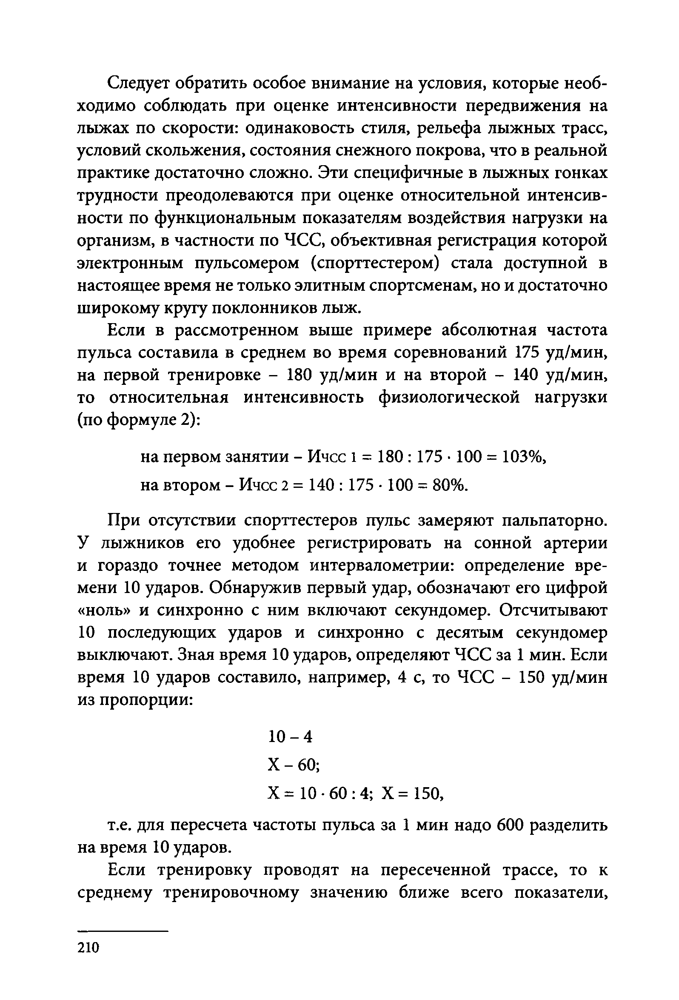 Следует обратить особое внимание на условия, которые необ-
ходимо соблюдать при оценке интенсивности передвижения на
лыжах по скорости: одинаковость стиля, рельефа лыжных трасс,
условий скольжения, состояния снежного покрова, что в реальной
практике достаточно сложно. Эти специфичные в лыжных гонках
трудности преодолеваются при оценке относительной интенсив-
ности по функциональным показателям воздействия нагрузки на
организм, в частности по ЧСС, объективная регистрация которой
электронным пульсомером (спорттестером) стала доступной в
настоящее время не только элитным спортсменам, но и достаточно
широкому кругу поклонников лыж.
Если в рассмотренном выше примере абсолютная частота
пульса составила в среднем во время соревнований 175 уд/мин,
на первой тренировке – 180 уд/мин и на второй – 140 уд/мин,
то относительная интенсивность физиологической нагрузки
(по формуле 2):
на первом занятии – Ичсс 1 = 180 : 175 · 100 = 103%,
на втором – Ичсс 2 = 140 : 175 · 100 = 80%.
При отсутствии спорттестеров пульс замеряют пальпаторно.
У лыжников его удобнее регистрировать на сонной артерии
и гораздо точнее методом интервалометрии: определение вре-
мени 10 ударов. Обнаружив первый удар, обозначают его цифрой
«ноль» и синхронно с ним включают секундомер. Отсчитывают
10 последующих ударов и синхронно с десятым секундомер
выключают. Зная время 10 ударов, определяют ЧСС за 1 мин. Если
время 10 ударов составило, например, 4 с, то ЧСС – 150 уд/мин
из пропорции:
10 – 4
X – 60;
X = 10 · 60 : 4; X = 150,
т.е. для пересчета частоты пульса за 1 мин надо 600 разделить
на время 10 ударов.
Если тренировку проводят на пересеченной трассе, то к
среднему тренировочному значению ближе всего показатели,
210